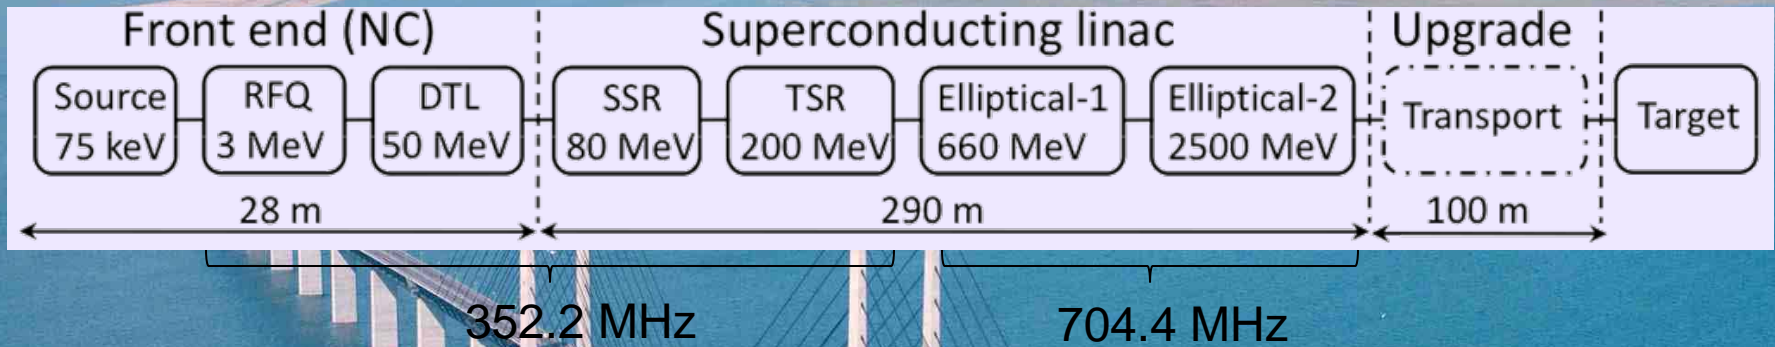 Front end (NC) Superconducting linac Upgrade
Source RFQ DTL SSR TSR Elliptical-1 Elliptical-2 Transport Target
75 keV 3 MeV 50 MeV 80 MeV 200 MeV 660 MeV 2500 MeV
28 m 290 m 100 m
352.2 MHz 704.4 MHz